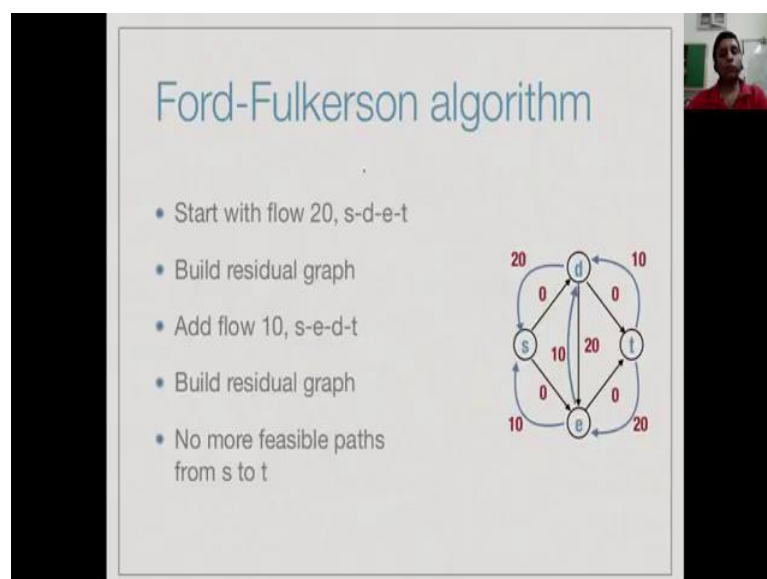 Ford-Fulkerson algorithm
• Start with flow 20, s-d-e-t
• Build residual graph
• Add flow 10, s-e-d-t
• Build residual graph
• No more feasible paths
from s to t
20 d 10
0 0
s 10 20 t
0 0
10 e 20